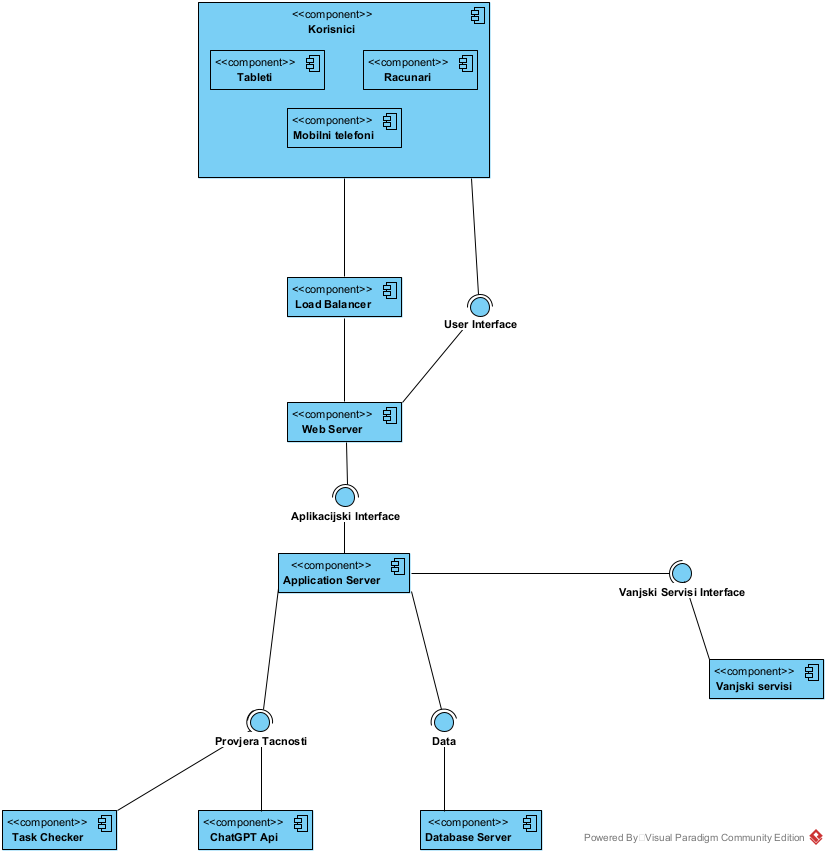 <<component>>
Korisnici
<<component>>
Tableti
<<component>>
Racunari
<<component>>
Mobilni telefoni
<<component>>
Load Balancer
User Interface
<<component>>
Web Server
Aplikacijski Interface
<<component>>
Application Server
Vanjski Servisi Interface
<<component>>
Vanjski servisi
Provjera Tacnosti
Data
<<component>>
Task Checker
<<component>>
ChatGPT Api
<<component>>
Database Server
Powered By Visual Paradigm Community Edition